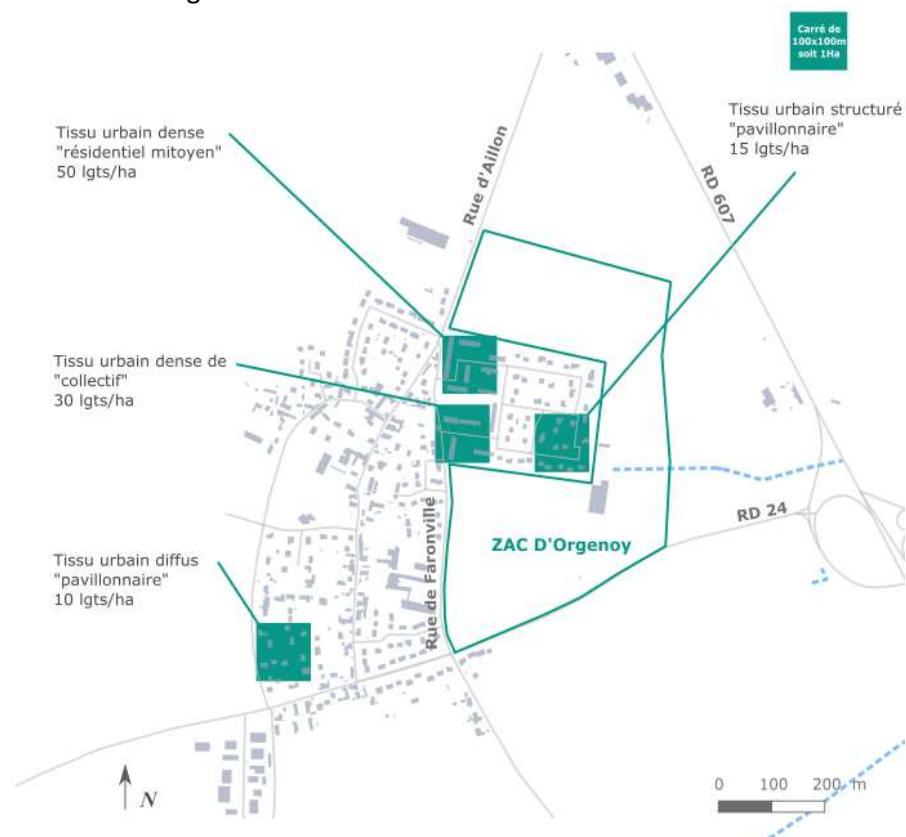 Carré de
100x100m
soit 1Ha
Tissu urbain dense
"résidentiel mitoyen"
50 lgts/ha
Tissu urbain structuré
"pavillonnaire"
15 lgts/ha
Rue d'Aillon
RD 607
Tissu urbain dense de
"collectif"
30 lgts/ha
Rue de Faronville
ZAC D'Orgenoy
RD 24
Tissu urbain diffus
"pavillonnaire"
10 lgts/ha
N
0 100 200 m